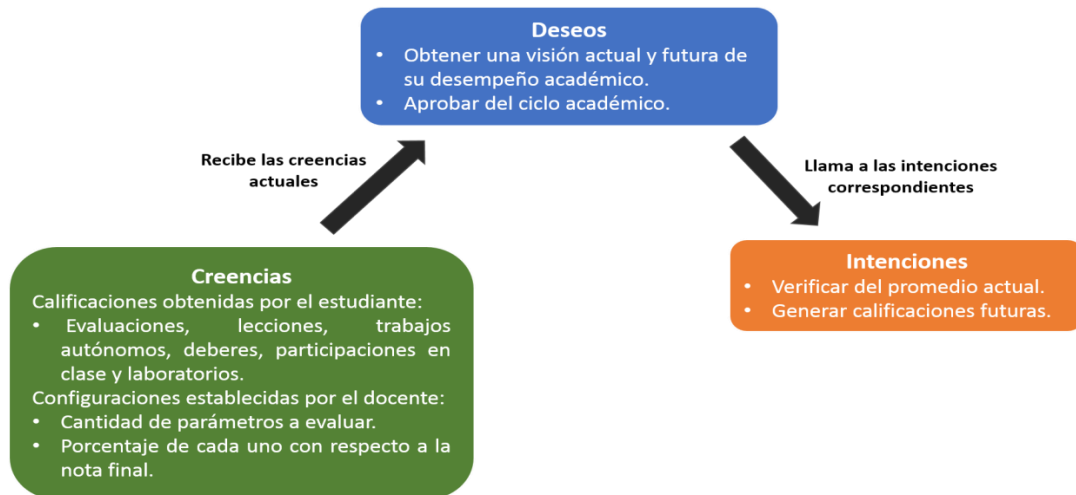 Deseos
• Obtener una visión actual y futura de
su desempeño académico.
• Aprobar del ciclo académico.
Recibe las creencias
actuales
Llama a las intenciones
correspondientes
Creencias
Calificaciones obtenidas por el estudiante:
• Evaluaciones, lecciones, trabajos
autónomos, deberes, participaciones en
clase y laboratorios.
Configuraciones establecidas por el docente:
• Cantidad de parámetros a evaluar.
• Porcentaje de cada uno con respecto a la
nota final.
Intenciones
• Verificar del promedio actual.
• Generar calificaciones futuras.